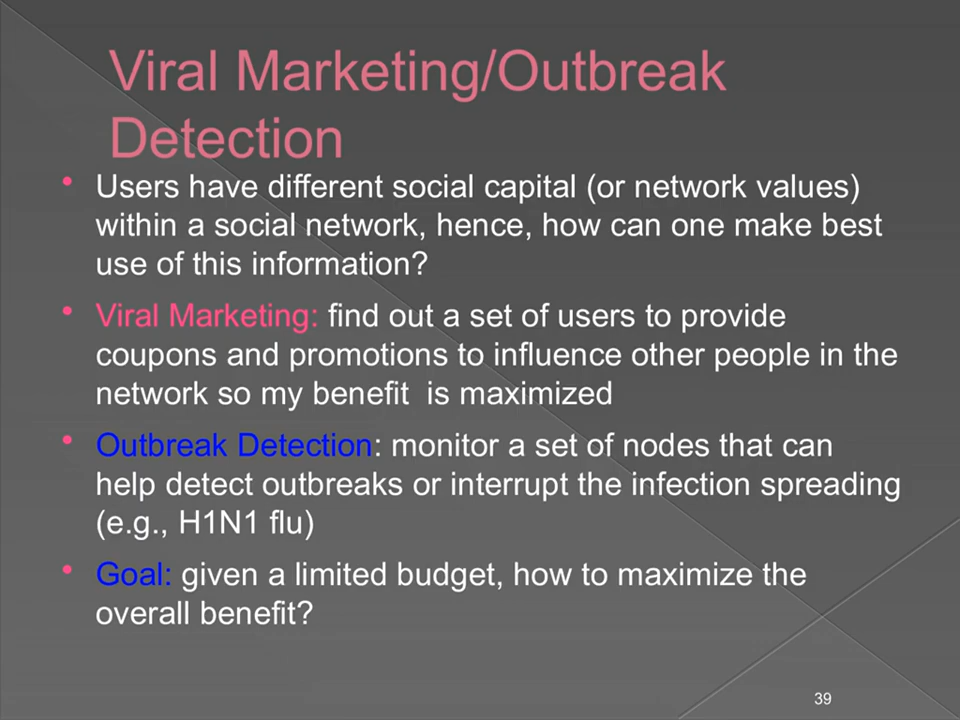 Viral Marketing/Outbreak
Detection
• Users have different social capital (or network values)
within a social network, hence, how can one make best
use of this information?
• Viral Marketing: find out a set of users to provide
coupons and promotions to influence other people in the
network so my benefit  is maximized
• Outbreak Detection: monitor a set of nodes that can
help detect outbreaks or interrupt the infection spreading
(e.g., H1N1 flu)
• Goal: given a limited budget, how to maximize the
overall benefit?
39